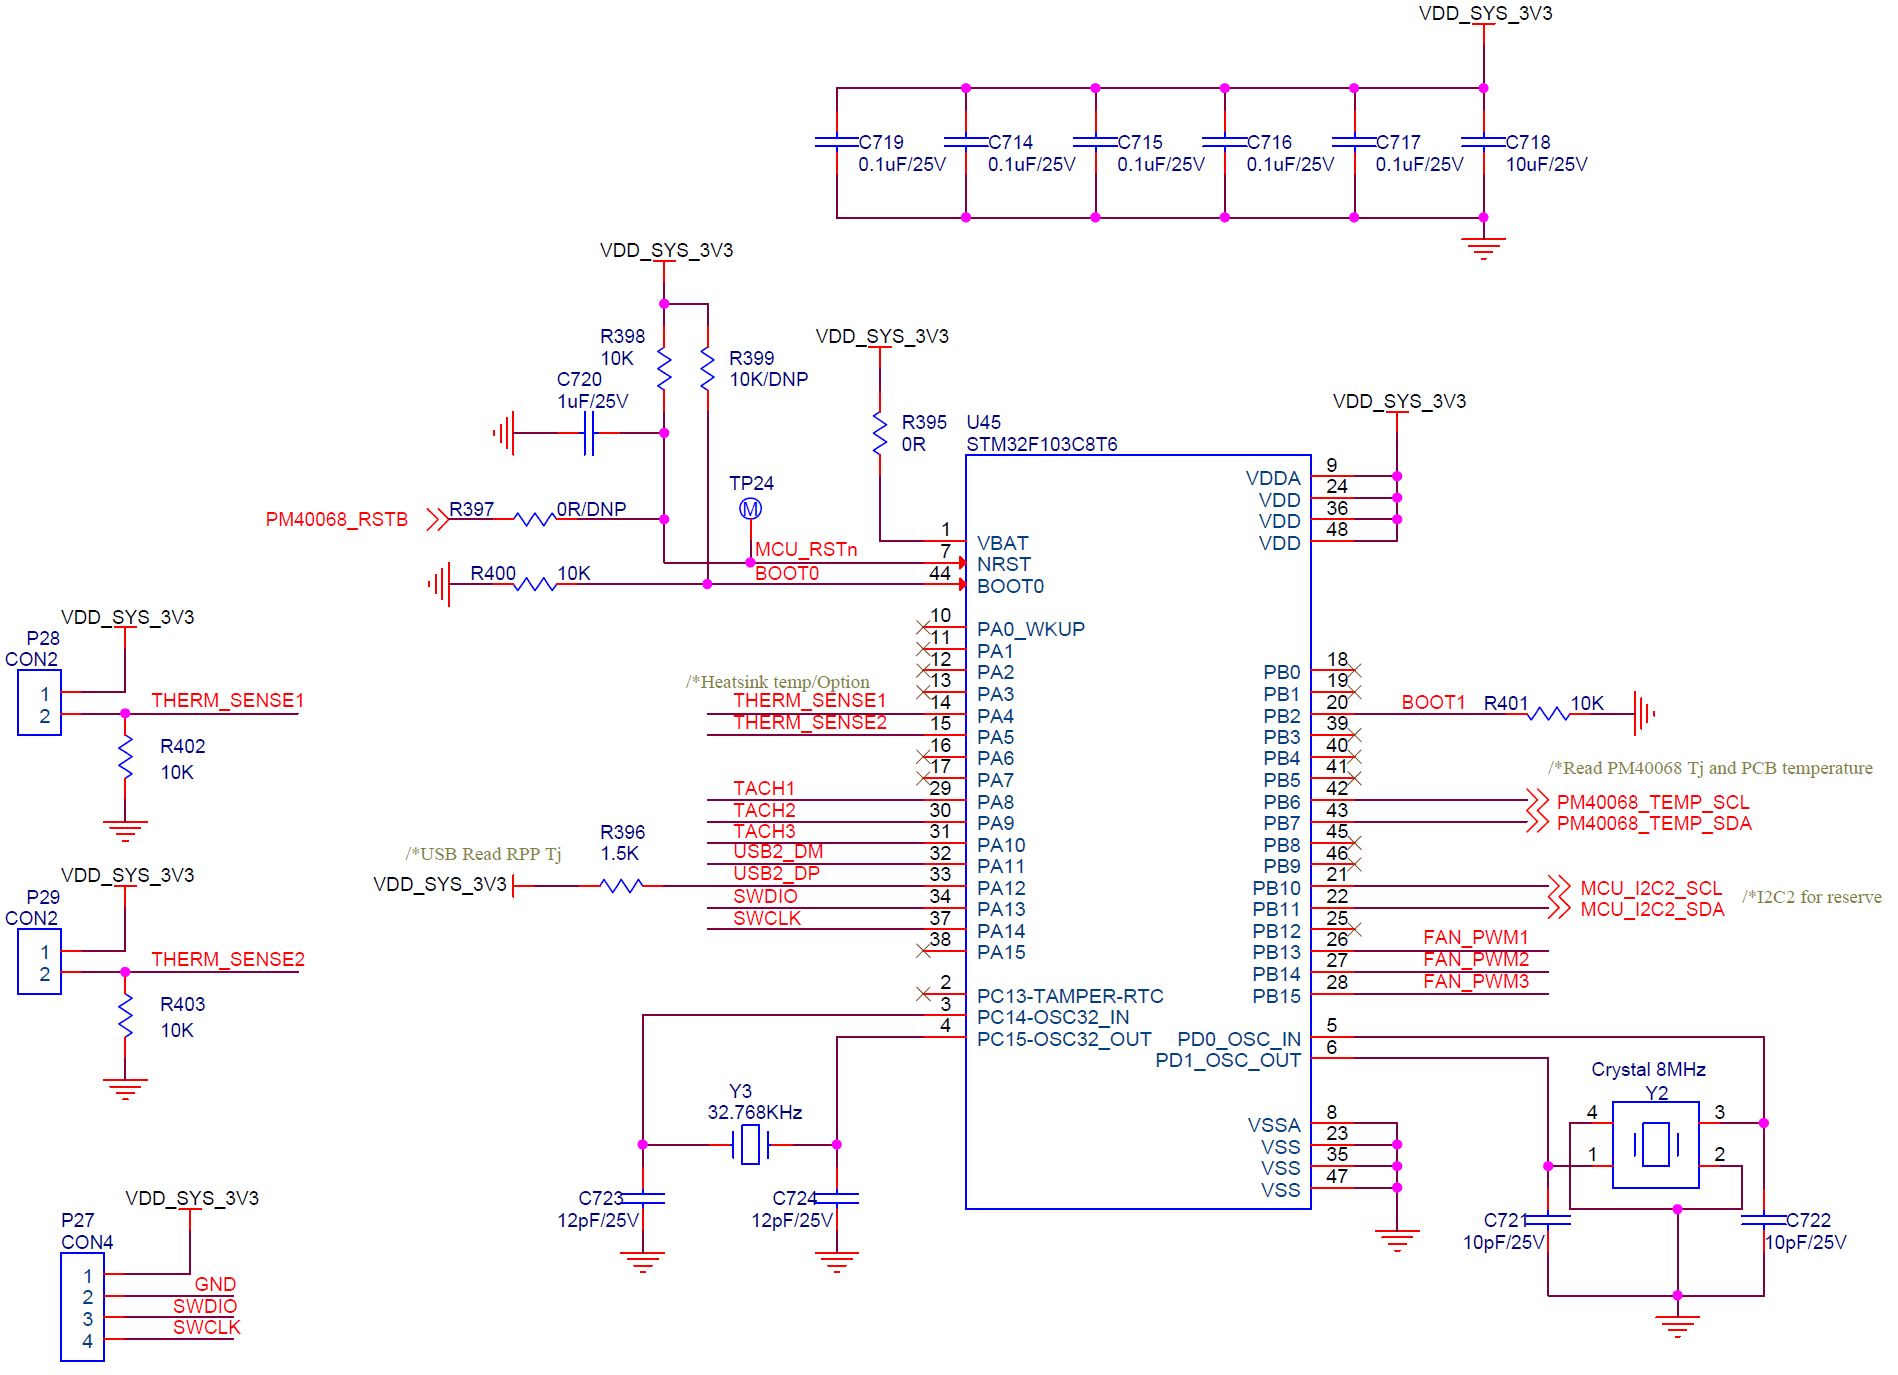 VDD_SYS_3V3
C719
0.1uF/25V
C714
0.1uF/25V
C715
0.1uF/25V
C716
0.1uF/25V
C717
0.1uF/25V
C718
10uF/25V
VDD_SYS_3V3
R398
10K
R399
10K/DNP
C720
1uF/25V
VDD_SYS_3V3
R395
0R
PM40068_RSTB
R397
0R/DNP
TP24
M
MCU_RSTn
BOOT0
R400
10K
U45
STM32F103C8T6
VDD_SYS_3V3
1
VBAT
7
NRST
44
BOOT0
10
PA0_WKUP
11
PA1
12
PA2
13
PA3
/*Heatsink temp/Option
THERM_SENSE1
14
PA4
THERM_SENSE2
15
PA5
16
PA6
17
PA7
TACH1
29
PA8
TACH2
30
PA9
TACH3
31
PA10
USB2_DM
32
PA11
USB2_DP
33
PA12
SWDIO
34
PA13
SWCLK
37
PA14
38
PA15
2
PC13-TAMPER-RTC
3
PC14-OSC32_IN
4
PC15-OSC32_OUT
/*USB Read RPP Tj
VDD_SYS_3V3
R396
1.5K
VDDA
9
VDD
24
VDD
36
VDD
48
PB0
18
PB1
19
PB2
20
BOOT1
R401
10K
PB3
39
PB4
40
PB5
41
/*Read PM40068 Tj and PCB temperature
PB6
42
PM40068_TEMP_SCL
PB7
43
PM40068_TEMP_SDA
PB8
45
PB9
46
PB10
21
MCU_I2C2_SCL
PB11
22
MCU_I2C2_SDA
/*I2C2 for reserve
PB12
25
PB13
26
FAN_PWM1
PB14
27
FAN_PWM2
PB15
28
FAN_PWM3
PD0_OSC_IN
5
PD1_OSC_OUT
6
VSSA
8
VSS
23
VSS
35
VSS
47
Crystal 8MHz
Y2
4
3
1
2
C721
10pF/25V
C722
10pF/25V
Y3
32.768KHz
C723
12pF/25V
C724
12pF/25V
VDD_SYS_3V3
P28
CON2
1
2
THERM_SENSE1
R402
10K
VDD_SYS_3V3
P29
CON2
1
2
THERM_SENSE2
R403
10K
VDD_SYS_3V3
P27
CON4
1
2
GND
3
SWDIO
4
SWCLK